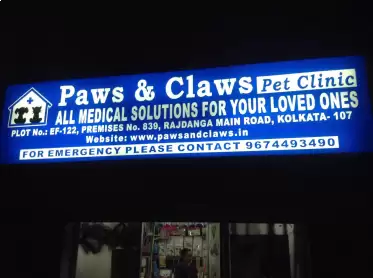 Paws & Claws Pet Clinic
ALL MEDICAL SOLUTIONS FOR YOUR LOVED ONES
PLOT No.: EF-122, PREMISES No. 839, RAJDANGA MAIN ROAD, KOLKATA- 107
Website: www.pawsandclaws.in
FOR EMERGENCY PLEASE CONTACT 9674493490